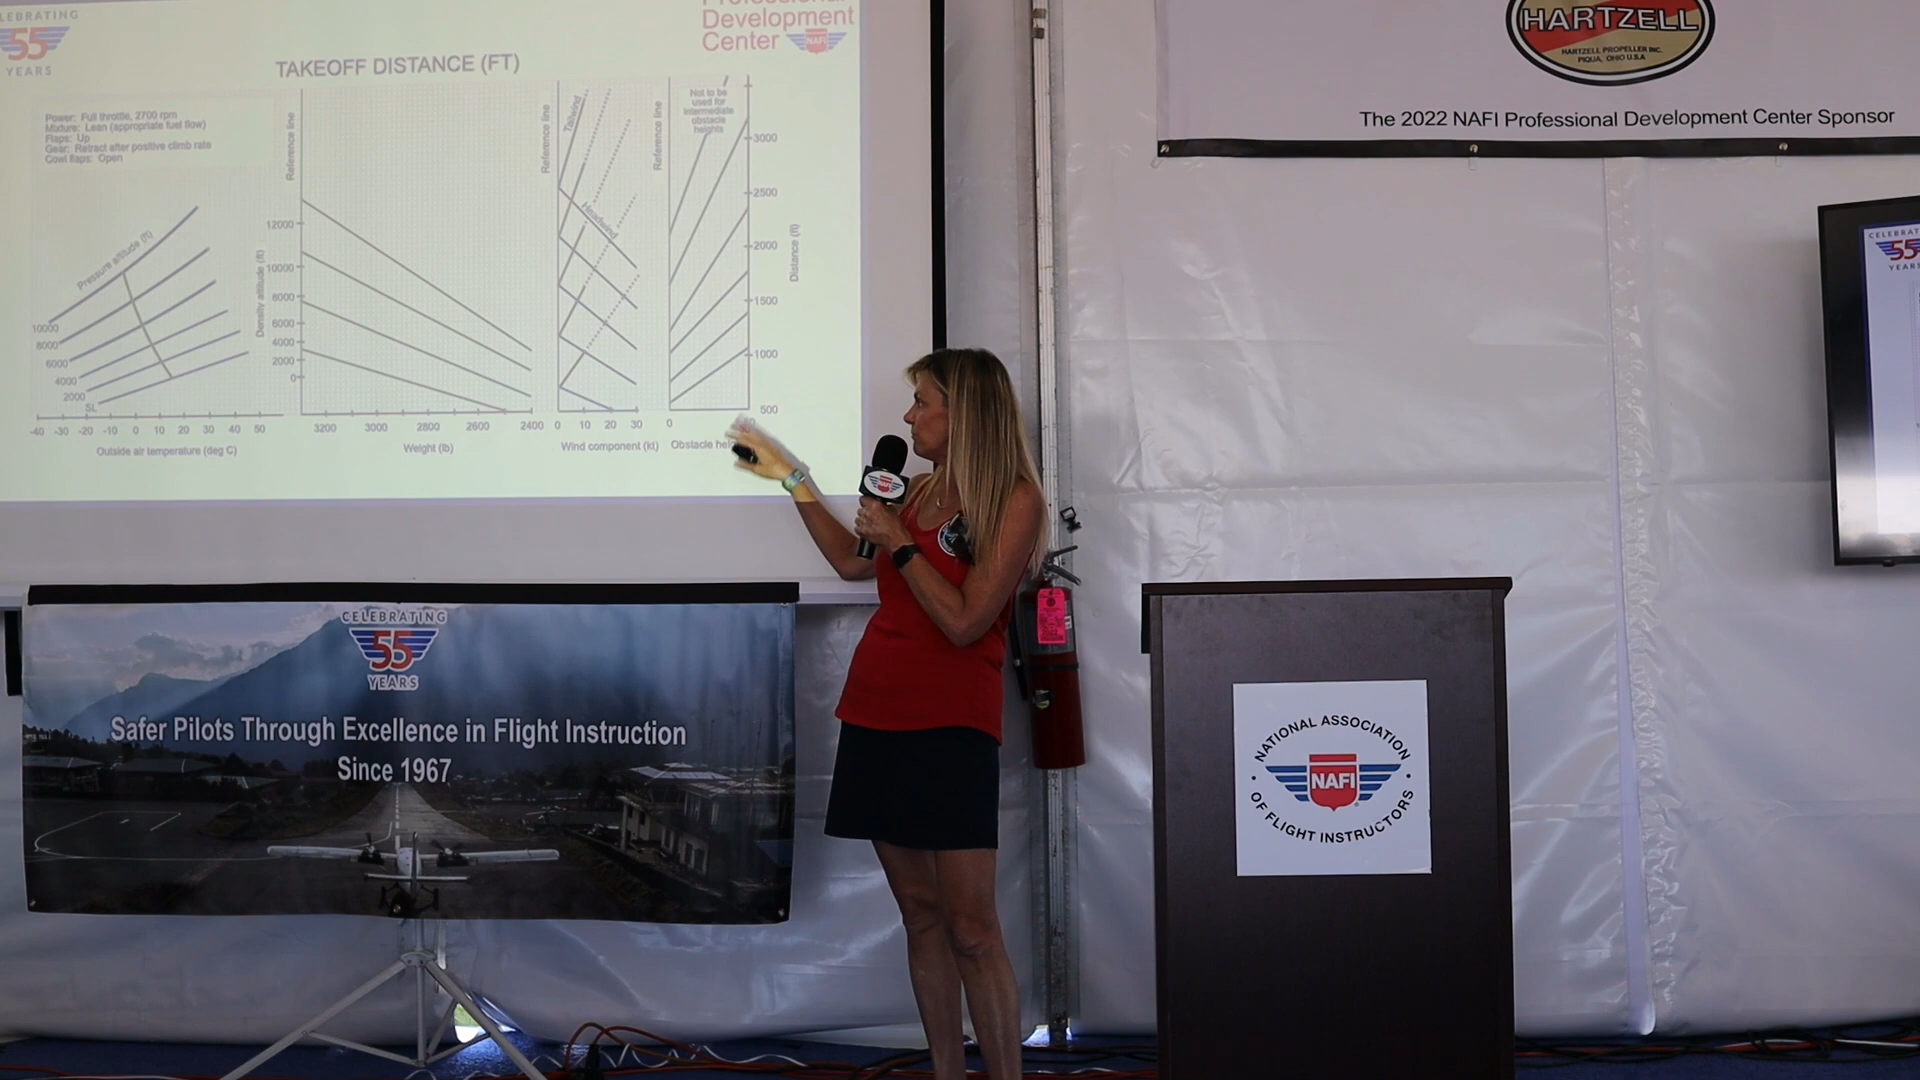 CELEBRATING
55
YEARS
Professional
Development
Center
NAFI
TAKEOFF DISTANCE (FT)
Power: Full throttle, 2700 rpm
Mixture: Lean (appropriate fuel flow)
Flaps: Up
Gear: Retract after positive climb rate
Cowl flaps: Open
Pressure altitude (ft)
10000
8000
6000
4000
2000
SL
-40 -30 -20 -10 0 10 20 30 40 50
Outside air temperature (deg C)
Reference line
Density altitude (ft)
12000
10000
8000
6000
4000
2000
0
3200 3000 2800 2600 2400
Weight (lb)
Reference line
Tailwind
Headwind
0 10 20 30
Wind component (kt)
Reference line
Not to be
used for
intermediate
obstacle
heights
3000
2500
2000
1500
1000
500
Distance (ft)
0
Obstacle
HARTZELL
HARTZELL PROPELLER INC.
PIQUA, OHIO U.S.A
The 2022 NAFI Professional Development Center Sponsor
CELEBRAT
55
YEARS
NAFI
CELEBRATING
55
YEARS
Safer Pilots Through Excellence in Flight Instruction
Since 1967
NATIONAL ASSOCIATION
NAFI
OF FLIGHT INSTRUCTORS